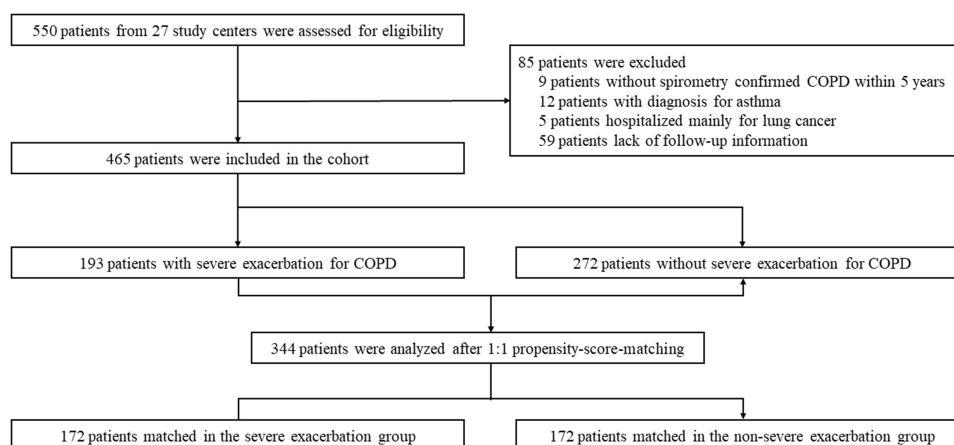 550 patients from 27 study centers were assessed for eligibility
85 patients were excluded
9 patients without spirometry confirmed COPD within 5 years
12 patients with diagnosis for asthma
5 patients hospitalized mainly for lung cancer
59 patients lack of follow-up information
465 patients were included in the cohort
193 patients with severe exacerbation for COPD
272 patients without severe exacerbation for COPD
344 patients were analyzed after 1:1 propensity-score-matching
172 patients matched in the severe exacerbation group
172 patients matched in the non-severe exacerbation group